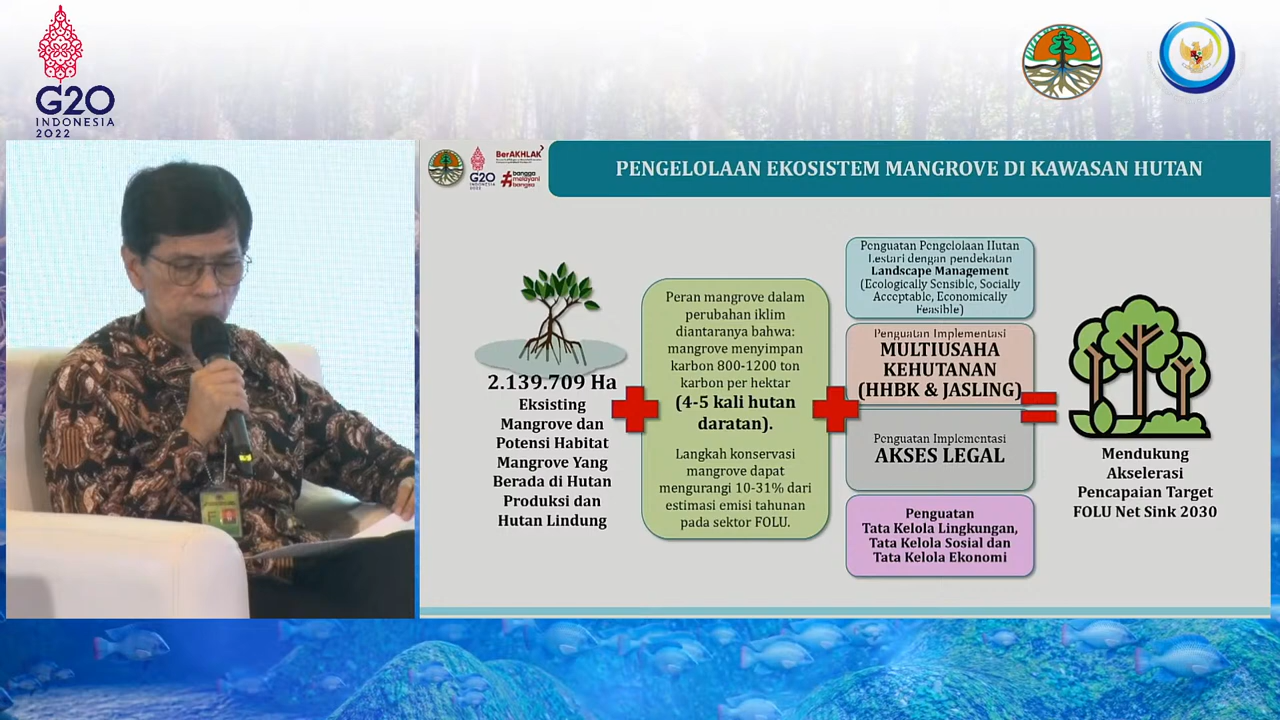 G20
INDONESIA
2022
BerAKHLAK
G20
INDONESIA
2022
#bangga
melayani
bangsa
PENGELOLAAN EKOSISTEM MANGROVE DI KAWASAN HUTAN
2.139.709 Ha
Eksisting
Mangrove dan
Potensi Habitat
Mangrove Yang
Berada di Hutan
Produksi dan
Hutan Lindung
Peran mangrove dalam
perubahan iklim
diantaranya bahwa:
mangrove menyimpan
karbon 800-1200 ton
karbon per hektar
(4-5 kali hutan
daratan).
Langkah konservasi
mangrove dapat
mengurangi 10-31% dari
estimasi emisi tahunan
pada sektor FOLU.
Penguatan Pengelolaan Hutan
Lestari dengan pendekatan
Landscape Management
(Ecologically Sensible, Socially
Acceptable, Economically
Feasible)
Penguatan Implementasi
MULTIUSAHA
KEHUTANAN
(HHBK & JASLING)
Penguatan Implementasi
AKSES LEGAL
Penguatan
Tata Kelola Lingkungan,
Tata Kelola Sosial dan
Tata Kelola Ekonomi
Mendukung
Akselerasi
Pencapaian Target
FOLU Net Sink 2030